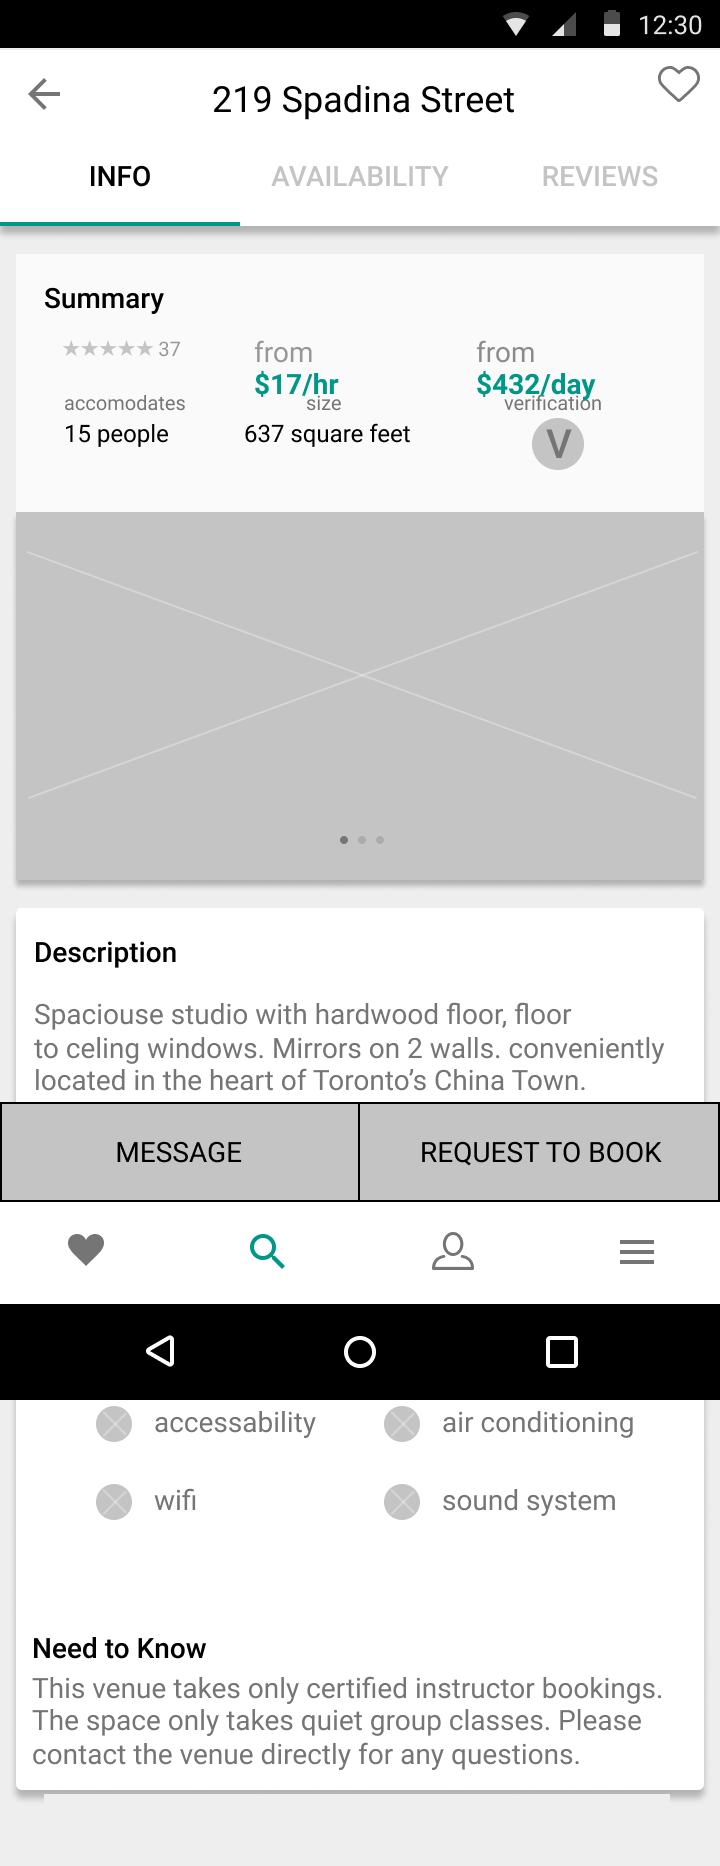 12:30
219 Spadina Street
INFO AVAILABILITY REVIEWS
Summary
★★★★★ 37
from
from
$17/hr
$432/day
accomodates
size
verification
15 people
637 square feet
V
Description
Spaciouse studio with hardwood floor, floor
to celing windows. Mirrors on 2 walls. conveniently
located in the heart of Toronto’s China Town.
MESSAGE
REQUEST TO BOOK
accessability
air conditioning
wifi
sound system
Need to Know
This venue takes only certified instructor bookings.
The space only takes quiet group classes. Please
contact the venue directly for any questions.